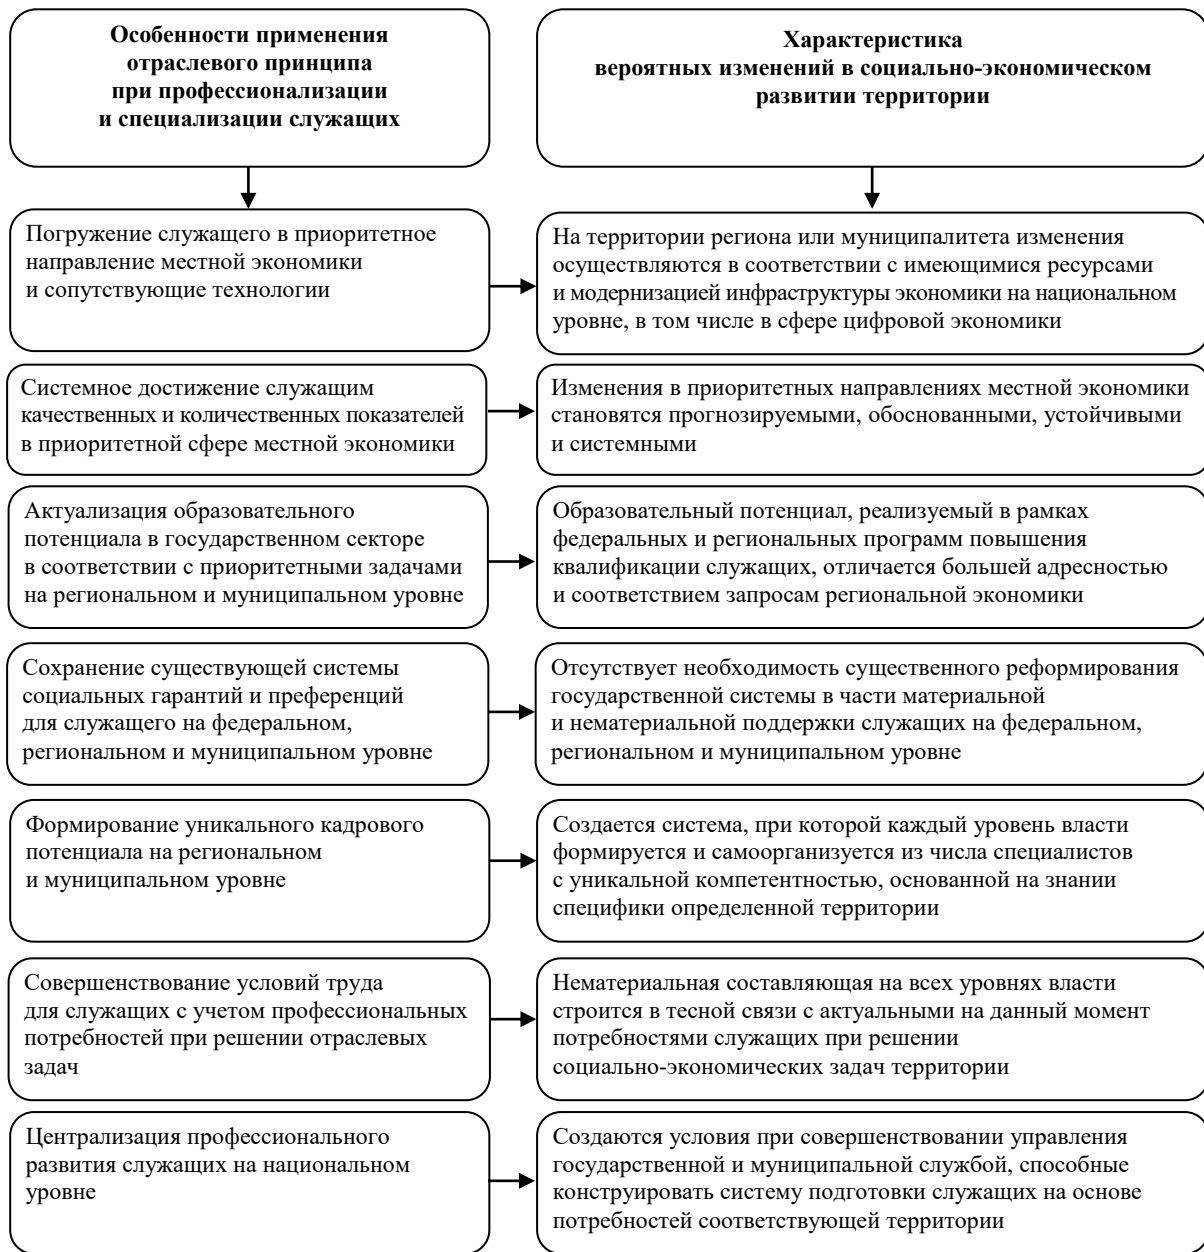 Особенности применения
отраслевого принципа
при профессионализации
и специализации служащих
Характеристика
вероятных изменений в социально-экономическом
развитии территории
Погружение служащего в приоритетное
направление местной экономики
и сопутствующие технологии
На территории региона или муниципалитета изменения
осуществляются в соответствии с имеющимися ресурсами
и модернизацией инфраструктуры экономики на национальном
уровне, в том числе в сфере цифровой экономики
Системное достижение служащим
качественных и количественных показателей
в приоритетной сфере местной экономики
Изменения в приоритетных направлениях местной экономики
становятся прогнозируемыми, обоснованными, устойчивыми
и системными
Актуализация образовательного
потенциала в государственном секторе
в соответствии с приоритетными задачами
на региональном и муниципальном уровне
Образовательный потенциал, реализуемый в рамках
федеральных и региональных программ повышения
квалификации служащих, отличается большей адресностью
и соответствием запросам региональной экономики
Сохранение существующей системы
социальных гарантий и преференций
для служащего на федеральном,
региональном и муниципальном уровне
Отсутствует необходимость существенного реформирования
государственной системы в части материальной
и нематериальной поддержки служащих на федеральном,
региональном и муниципальном уровне
Формирование уникального кадрового
потенциала на региональном
и муниципальном уровне
Создается система, при которой каждый уровень власти
формируется и самоорганизуется из числа специалистов
с уникальной компетентностью, основанной на знании
специфики определенной территории
Совершенствование условий труда
для служащих с учетом профессиональных
потребностей при решении отраслевых
задач
Нематериальная составляющая на всех уровнях власти
строится в тесной связи с актуальными на данный момент
потребностями служащих при решении
социально-экономических задач территории
Централизация профессионального
развития служащих на национальном
уровне
Создаются условия при совершенствовании управления
государственной и муниципальной службой, способные
конструировать систему подготовки служащих на основе
потребностей соответствующей территории